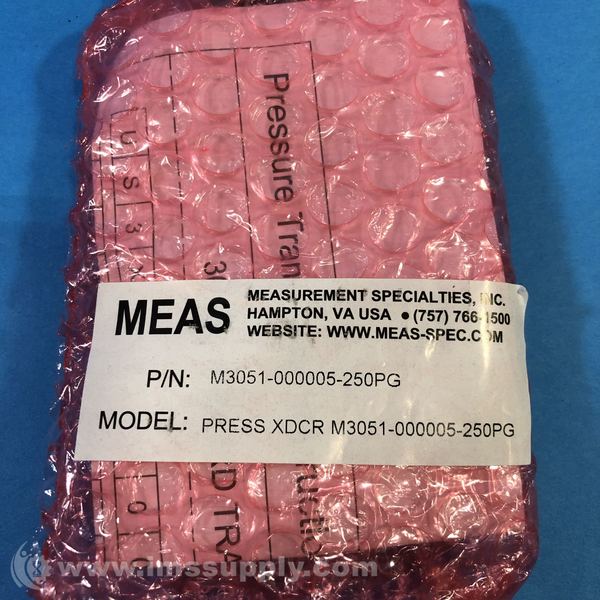 MEAS
MEASUREMENT SPECIALTIES, INC.
HAMPTON, VA USA • (757) 766-1500
WEBSITE: WWW.MEAS-SPEC.COM
P/N: M3051-000005-250PG
MODEL: PRESS XDCR M3051-000005-250PG
Pressure Tran
U S 3
www.imssupply.com